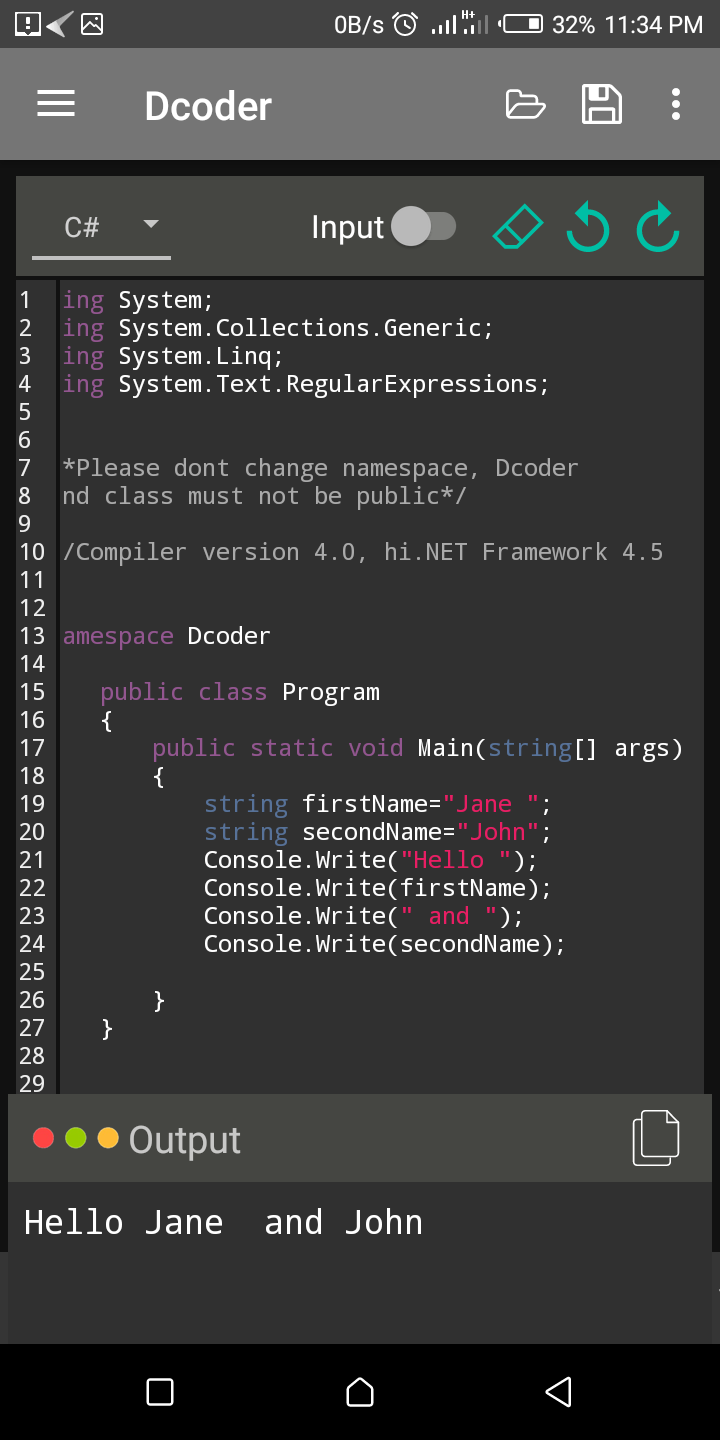 0B/s H+ 32% 11:34 PM
Dcoder
C# Input
1 ing System;
2 ing System.Collections.Generic;
3 ing System.Linq;
4 ing System.Text.RegularExpressions;
5
6
7 *Please dont change namespace, Dcoder
8 nd class must not be public*/
9
10 /Compiler version 4.0, hi.NET Framework 4.5
11
12
13 amespace Dcoder
14
15 public class Program
16 {
17 public static void Main(string[] args)
18 {
19 string firstName="Jane ";
20 string secondName="John";
21 Console.Write("Hello ");
22 Console.Write(firstName);
23 Console.Write(" and ");
24 Console.Write(secondName);
25
26 }
27 }
28
29
Output
Hello Jane  and John